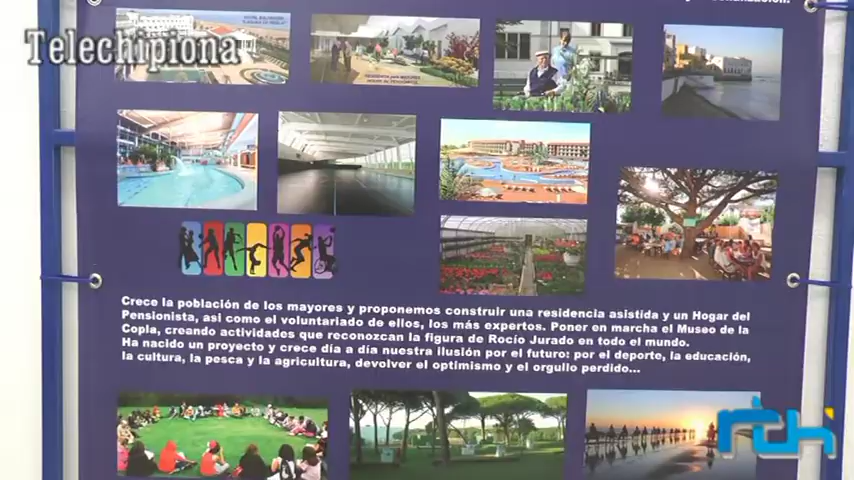 Telechipiona
Crece la población de los mayores y proponemos construir una residencia asistida y un Hogar del
Pensionista, asi como el voluntariado de ellos, los más expertos. Poner en marcha el Museo de la
Copla, creando actividades que reconozcan la figura de Rocío Jurado en todo el mundo.
Ha nacido un proyecto y crece día a día nuestra ilusión por el futuro: por el deporte, la educación,
la cultura, la pesca y la agricultura, devolver el optimismo y el orgullo perdido...
rtch